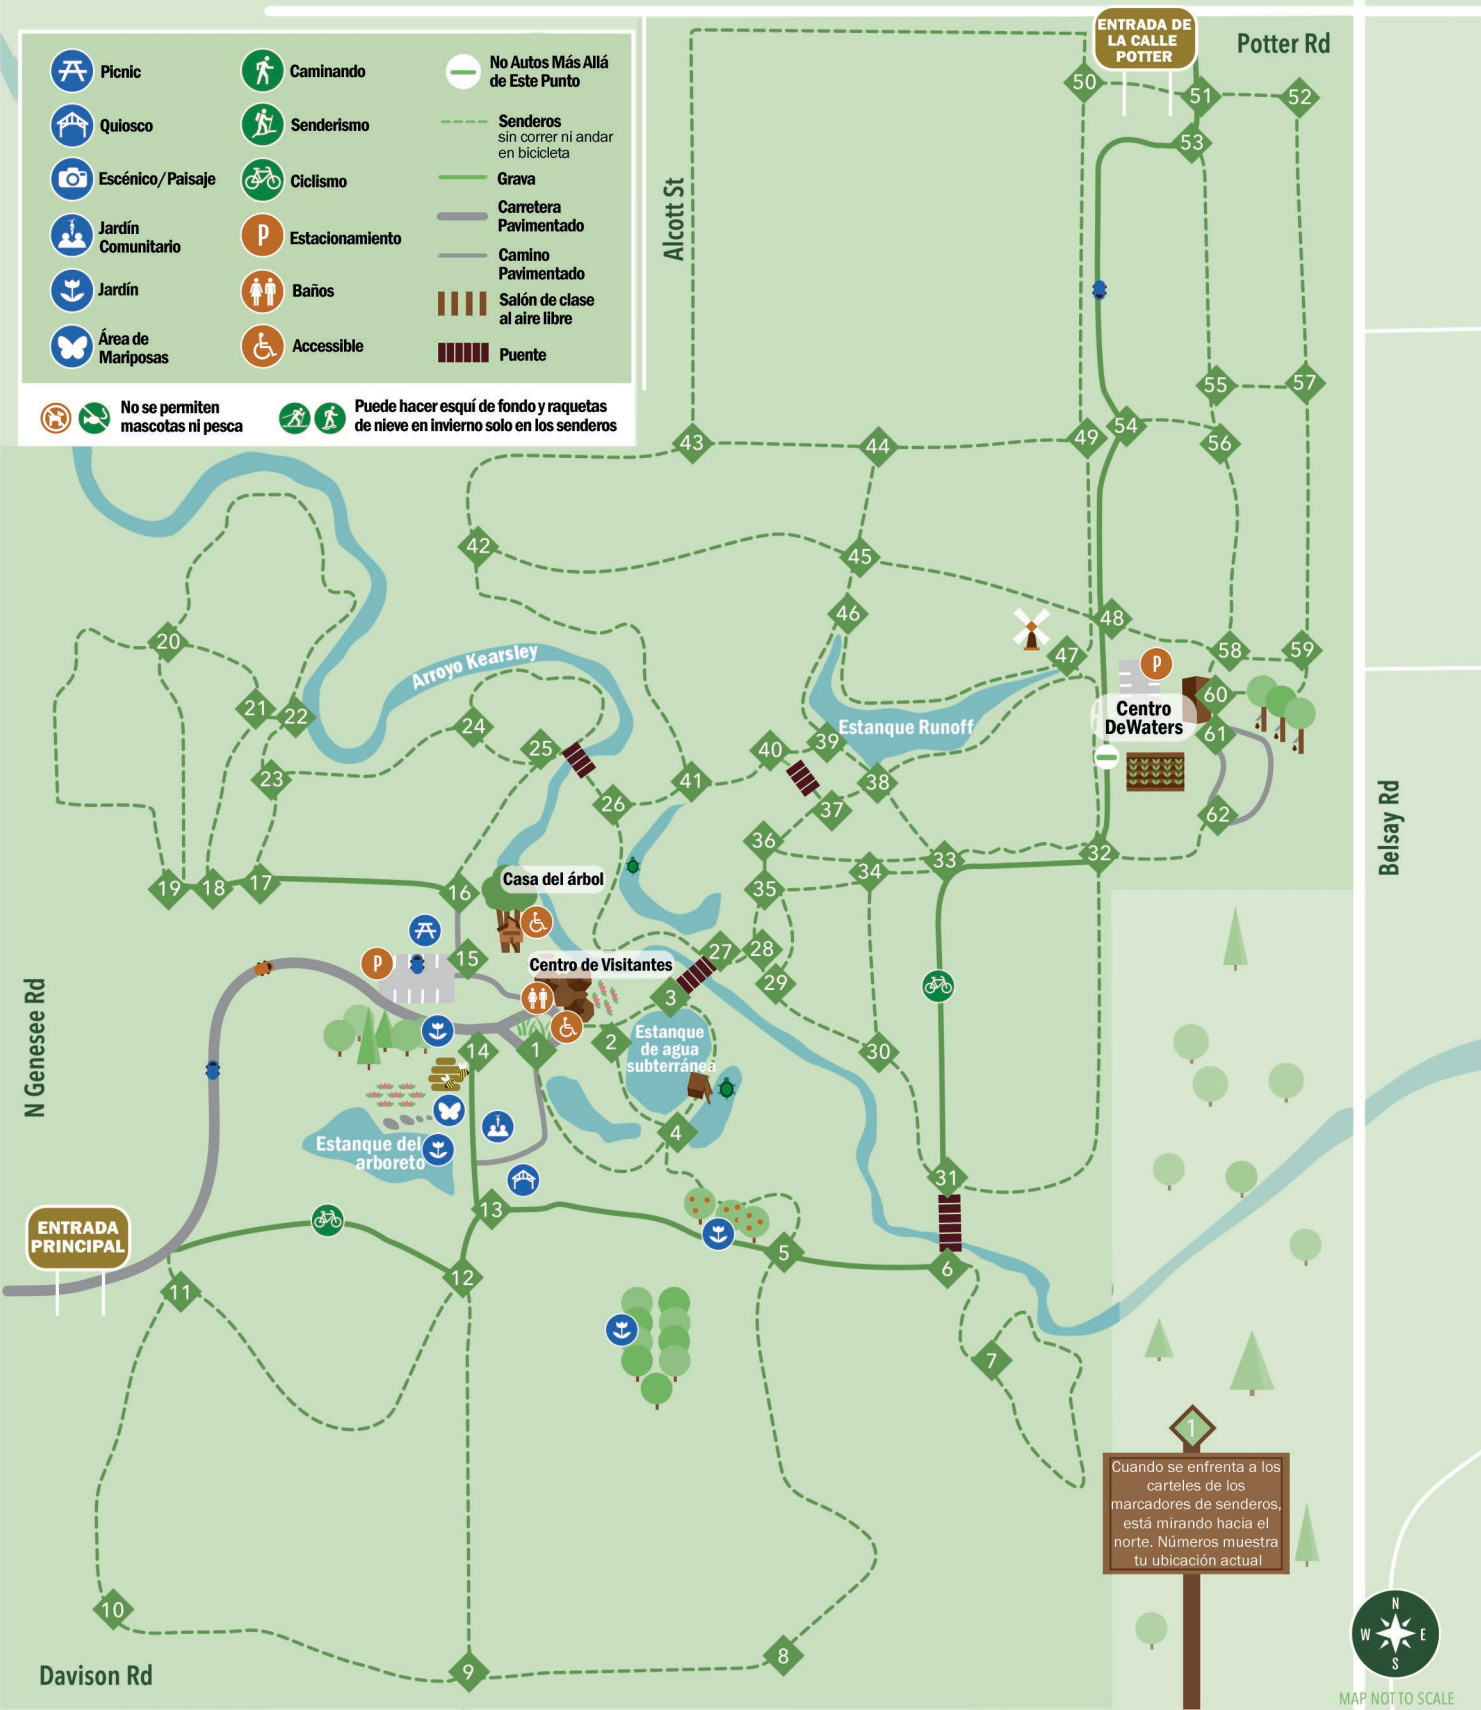 ENTRADA DE
LA CALLE
POTTER
Potter Rd
Picnic
Quiosco
Escénico/Paisaje
Jardín
Comunitario
Jardín
Área de
Mariposas
Caminando
Senderismo
Ciclismo
P
Estacionamiento
Baños
Accessible
No Autos Más Allá
de Este Punto
Senderos
sin correr ni andar
en bicicleta
Grava
Carretera
Pavimentado
Camino
Pavimentado
Salón de clase
al aire libre
Puente
No se permiten
mascotas ni pesca
Puede hacer esquí de fondo y raquetas
de nieve en invierno solo en los senderos
Alcott St
50
51
52
53
55
57
54
56
43
44
49
42
45
46
48
20
47
58
59
Arroyo Kearsley
P
60
21
22
24
Centro
DeWaters
61
Estanque Runoff
25
40
39
23
41
38
26
37
62
Belsay Rd
36
32
33
34
19
18
17
16
Casa del árbol
35
15
P
Centro de Visitantes
27
28
29
3
N Genesee Rd
14
1
2
Estanque
de agua
subterránea
30
4
Estanque del
arboreto
31
13
ENTRADA
PRINCIPAL
5
6
12
11
7
1
Cuando se enfrenta a los
carteles de los
marcadores de senderos,
está mirando hacia el
norte. Números muestra
tu ubicación actual
10
9
8
Davison Rd
N
W
E
S
MAP NOT TO SCALE